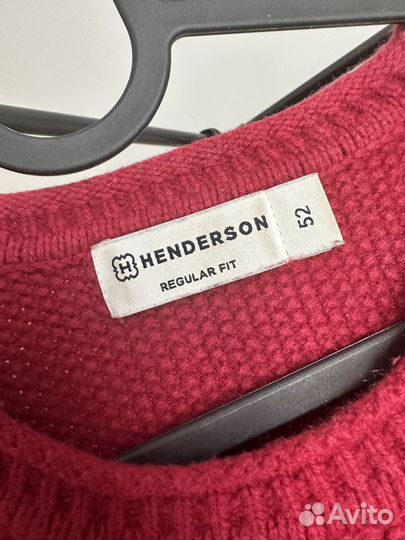 H HENDERSON
REGULAR FIT
52
Avito